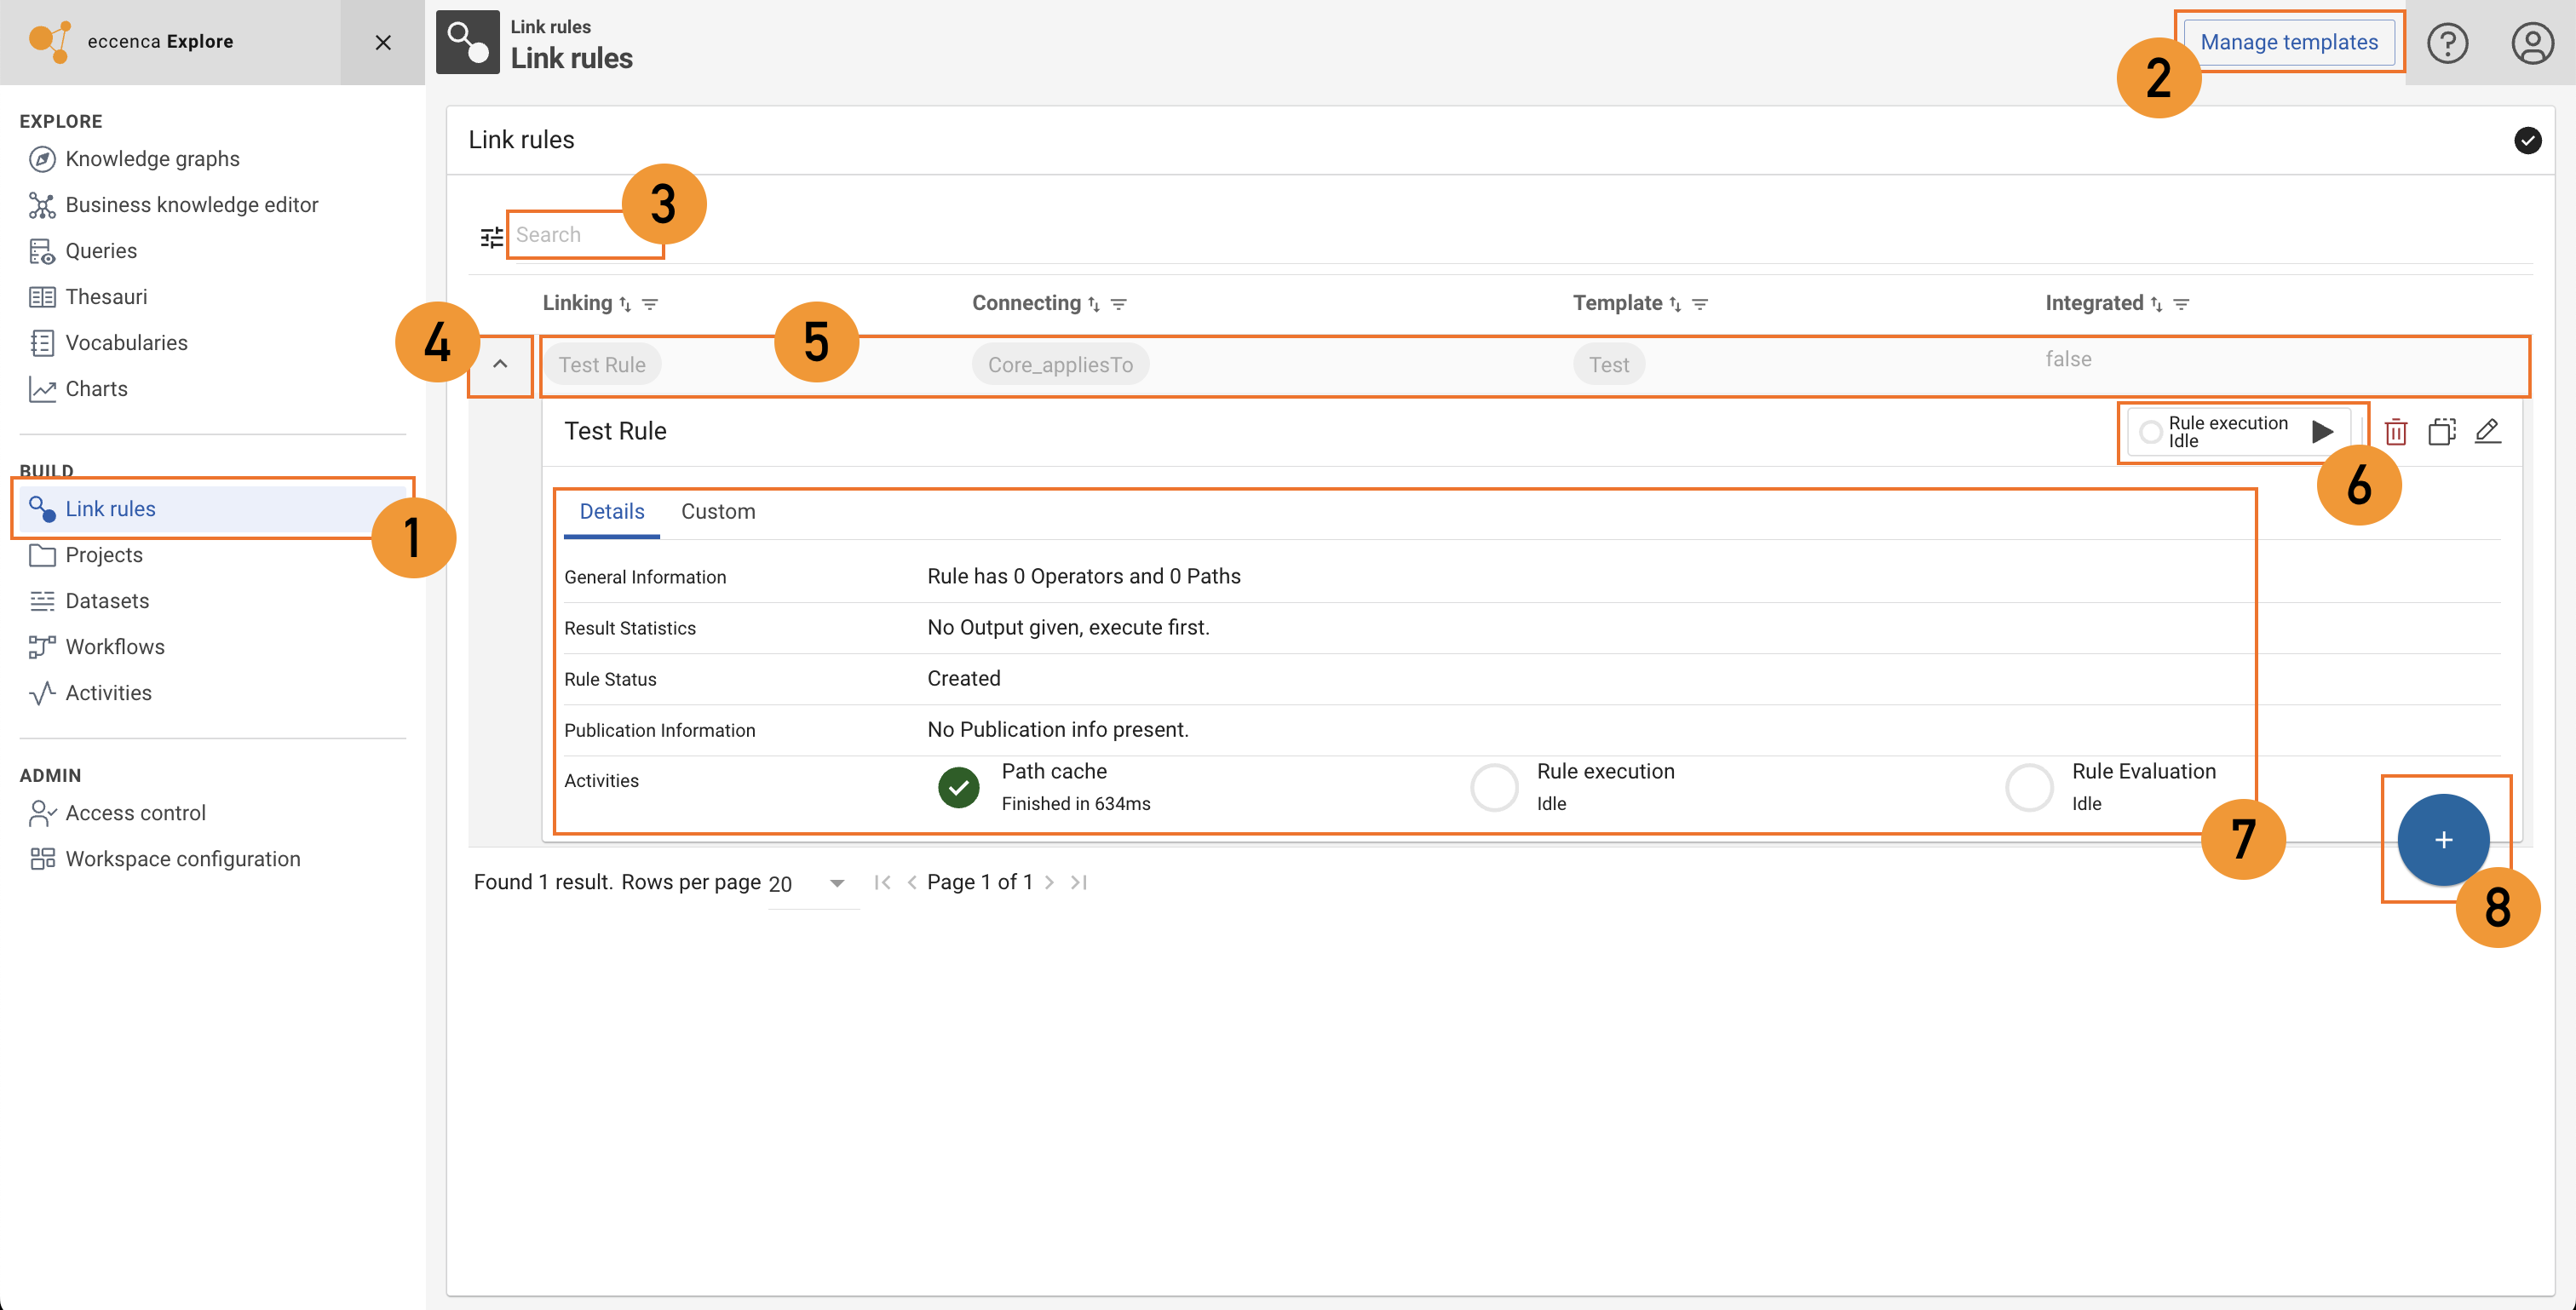 eccenca Explore
Link rules
Link rules
Manage templates
2
EXPLORE
Knowledge graphs
Business knowledge editor
Queries
Thesauri
Vocabularies
Charts
BUILD
Link rules
1
Projects
Datasets
Workflows
Activities
ADMIN
Access control
Workspace configuration
Link rules
3
Search
Linking Connecting Template Integrated
4
5
Test Rule Core_appliesTo Test false
Test Rule
Rule execution
Idle
6
Details Custom
General Information Rule has 0 Operators and 0 Paths
Result Statistics No Output given, execute first.
Rule Status Created
Publication Information No Publication info present.
Activities Path cache Rule execution Rule Evaluation
Finished in 634ms Idle Idle
7
+
8
Found 1 result. Rows per page 20 Page 1 of 1